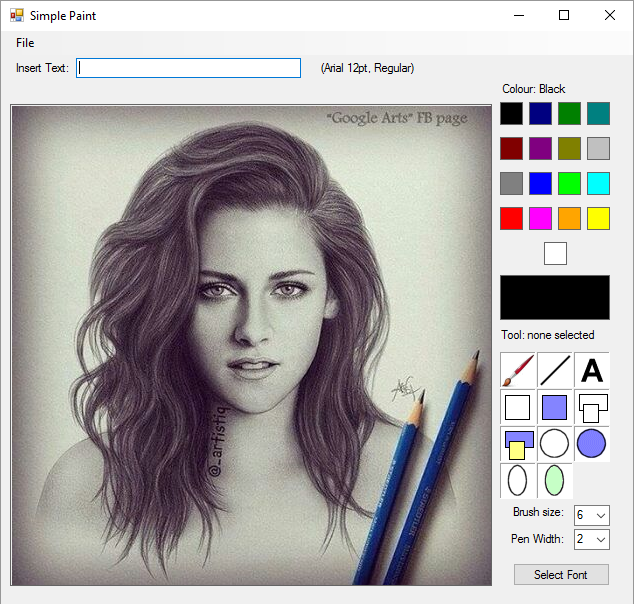 Simple Paint
File
Insert Text:
(Arial 12pt, Regular)
Colour: Black
"Google Arts" FB page
@_artistiq
Tool: none selected
A
Brush size: 6
Pen Width: 2
Select Font